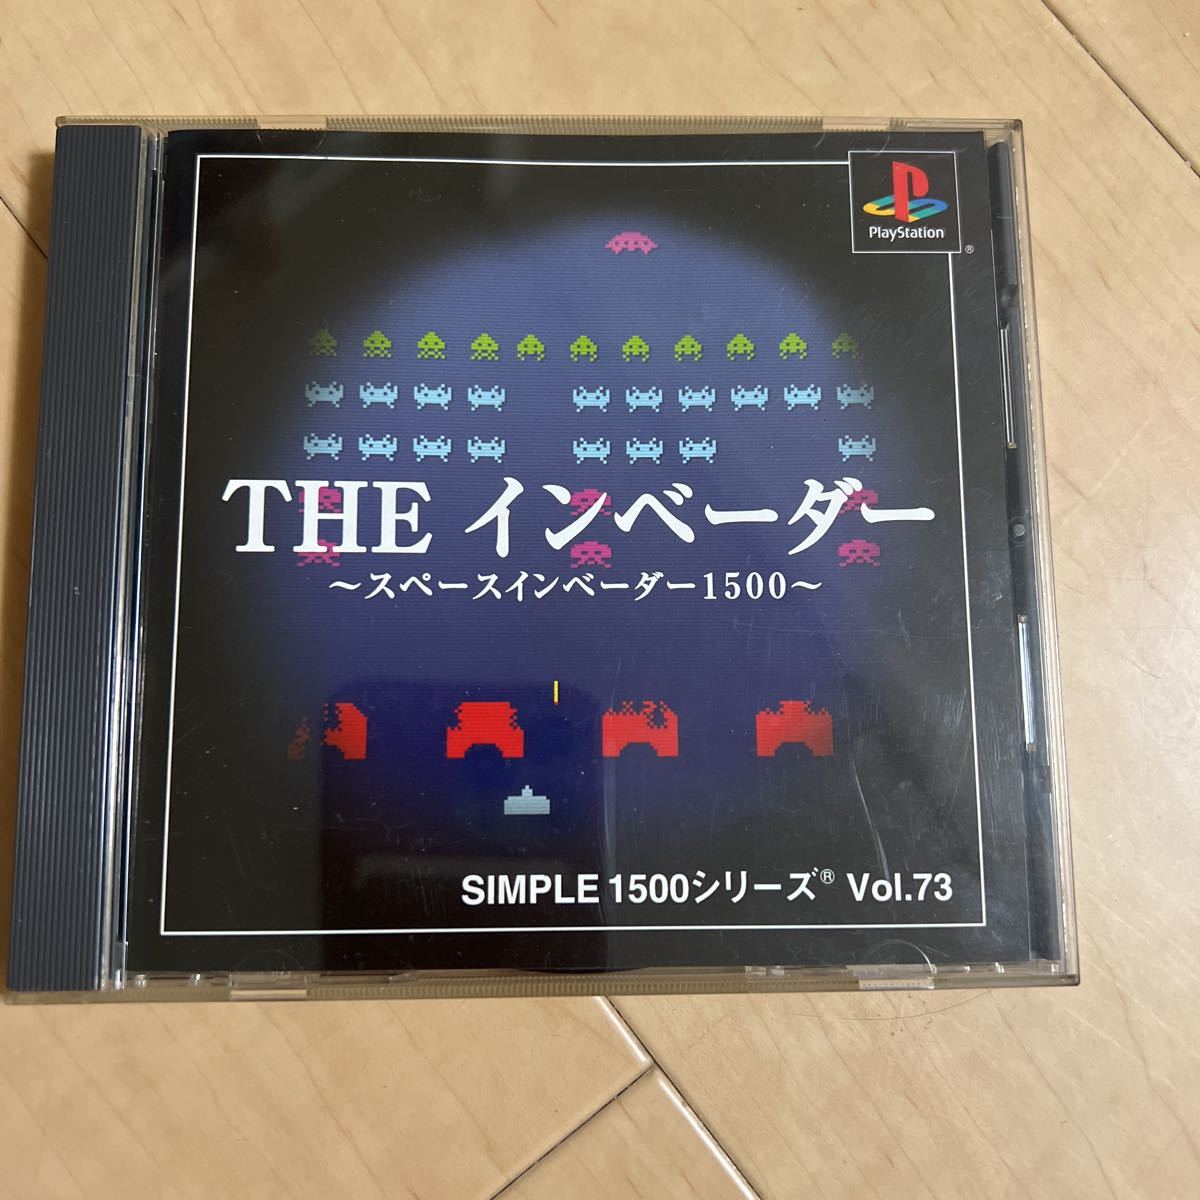 PlayStation
®
THE インベーダー
～スペースインベーダー1500～
SIMPLE 1500シリーズ® Vol.73